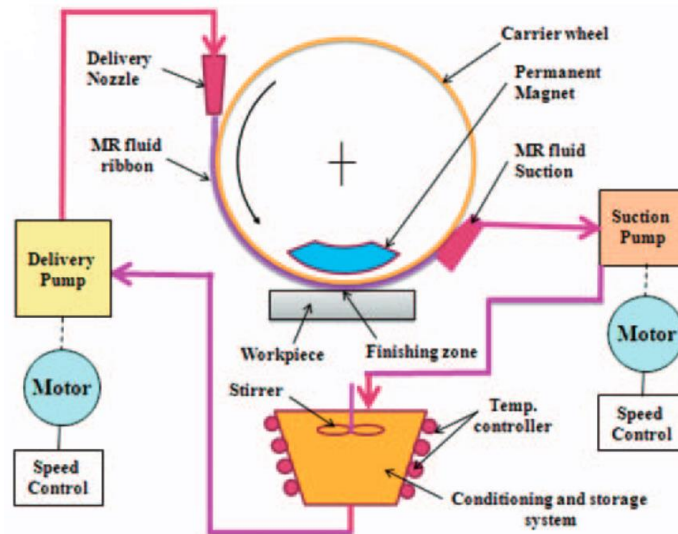 Carrier wheel
Delivery
Nozzle
Permanent
Magnet
MR fluid
ribbon
MR fluid
Suction
Delivery
Pump
Suction
Pump
Workpiece
Finishing zone
Motor
Motor
Stirrer
Temp.
controller
Speed
Control
Speed
Control
Conditioning and storage
system